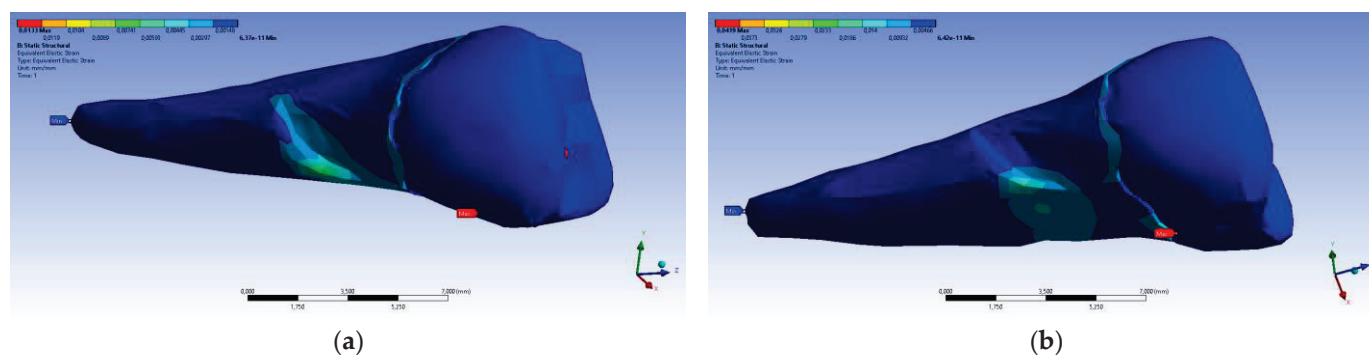 0,0133 Max 0,0104 0,00741 0,00445 0,00148
0,0119 0,0089 0,00593 0,00297 6,37e-11 Min
B: Static Structural
Equivalent Elastic Strain
Type: Equivalent Elastic Strain
Unit: mm/mm
Time: 1
Min
Max
Y
Z
X
0,000 3,500 7,000 (mm)
1,750 5,250
(a)
0,0419 Max 0,0326 0,0233 0,014 0,00466
0,0373 0,0279 0,0186 0,00932 6,42e-11 Min
B: Static Structural
Equivalent Elastic Strain
Type: Equivalent Elastic Strain
Unit: mm/mm
Time: 1
Min
Max
Y
X
0,000 3,500 7,000 (mm)
1,750 5,250
(b)